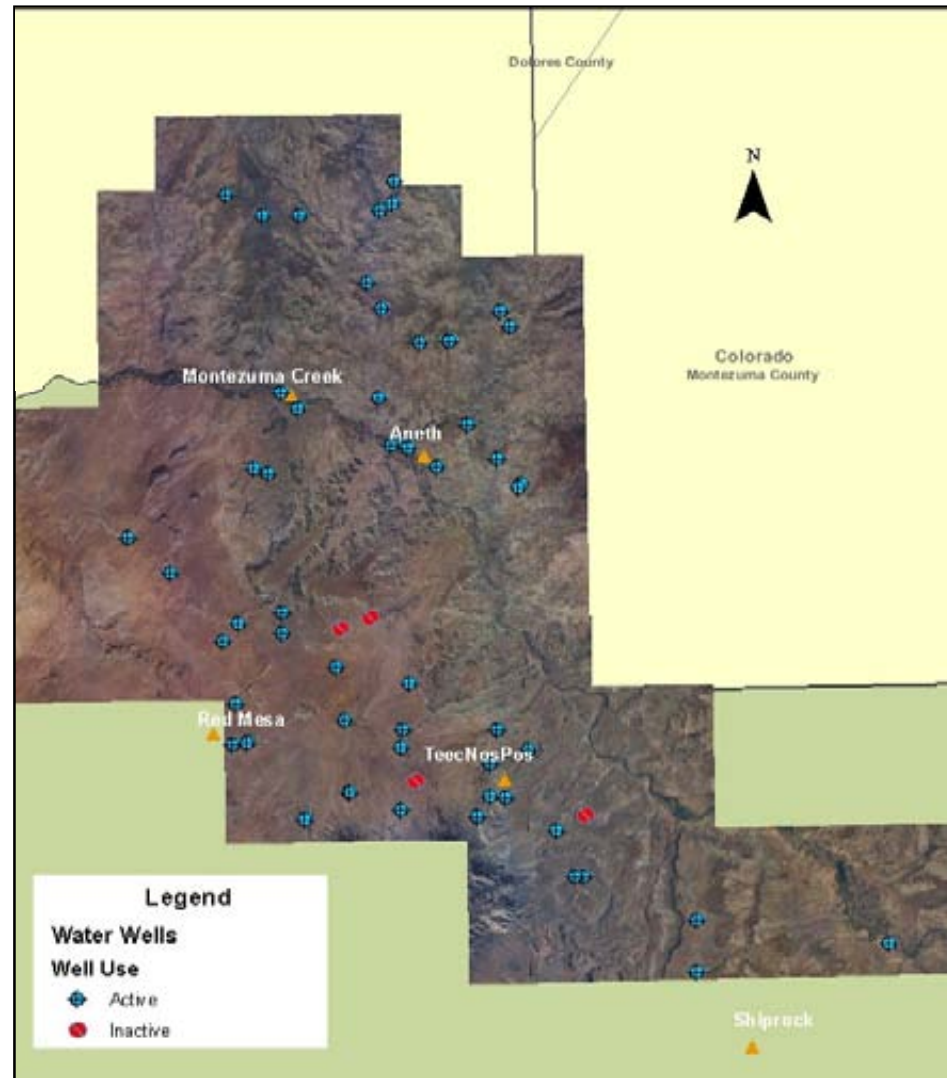 Dolores County
N
Colorado
Montezuma County
Montezuma Creek
Aneth
Red Mesa
TeecNosPos
Legend
Water Wells
Well Use
Active
Inactive
Shiprock